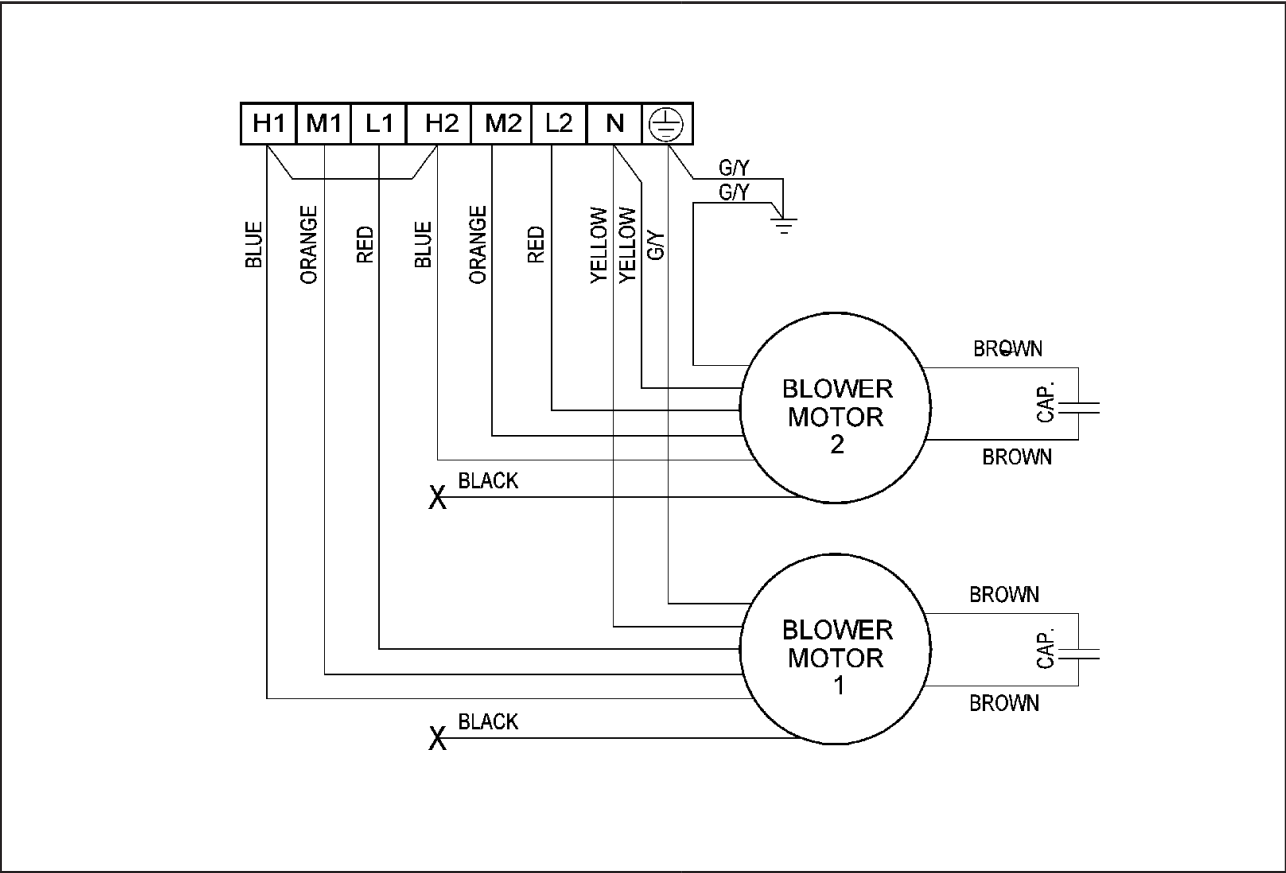 H1 M1 L1 H2 M2 L2 N
G/Y
G/Y
BLUE
ORANGE
RED
BLUE
ORANGE
RED
YELLOW
YELLOW
G/Y
BROWN
BLOWER
MOTOR
2
CAP.
BROWN
X BLACK
BROWN
BLOWER
MOTOR
1
CAP.
BROWN
X BLACK